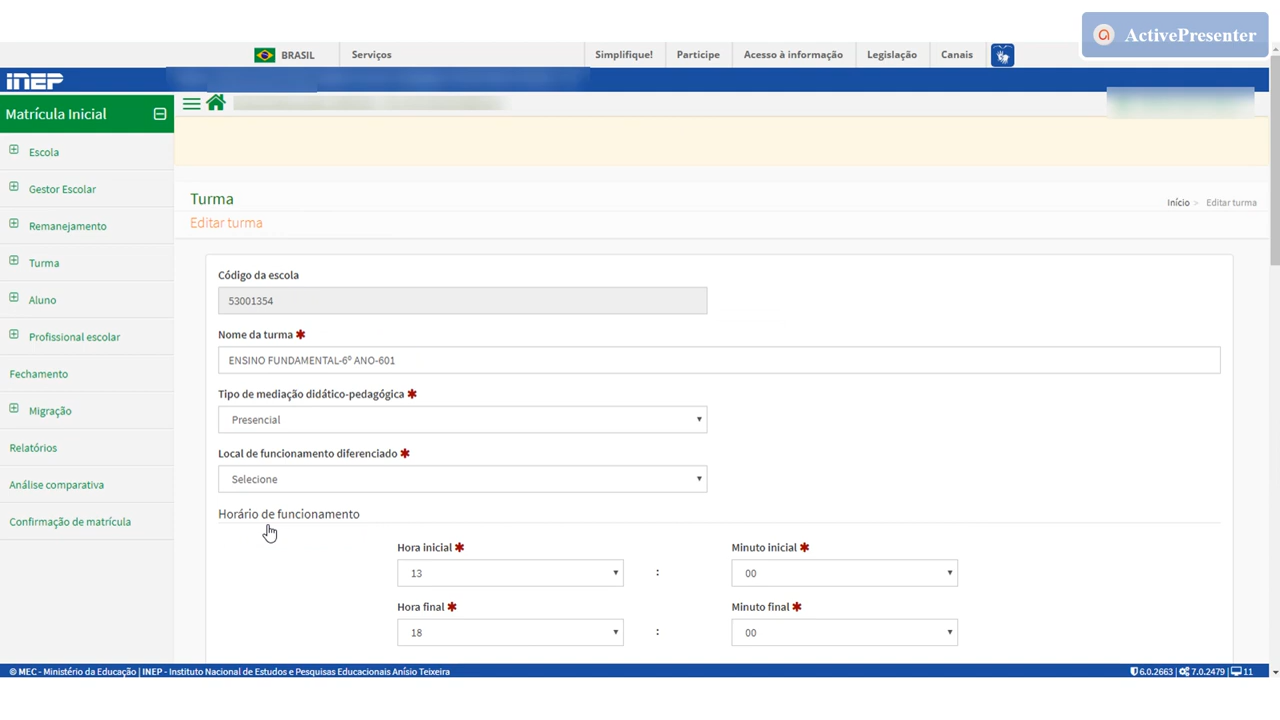 ActivePresenter
BRASIL Serviços Simplifique! Participe Acesso à informação Legislação Canais
inep
Matrícula Inicial
Escola
Gestor Escolar
Remanejamento
Turma
Aluno
Profissional escolar
Fechamento
Migração
Relatórios
Análise comparativa
Confirmação de matrícula
Turma
Início > Editar turma
Editar turma
Código da escola
53001354
Nome da turma *
ENSINO FUNDAMENTAL-6º ANO-601
Tipo de mediação didático-pedagógica *
Presencial
Local de funcionamento diferenciado *
Selecione
Horário de funcionamento
Hora inicial * Minuto inicial *
13 : 00
Hora final * Minuto final *
18 : 00
© MEC - Ministério da Educação | INEP - Instituto Nacional de Estudos e Pesquisas Educacionais Anísio Teixeira 6.0.2663 | 7.0.2479 | 11